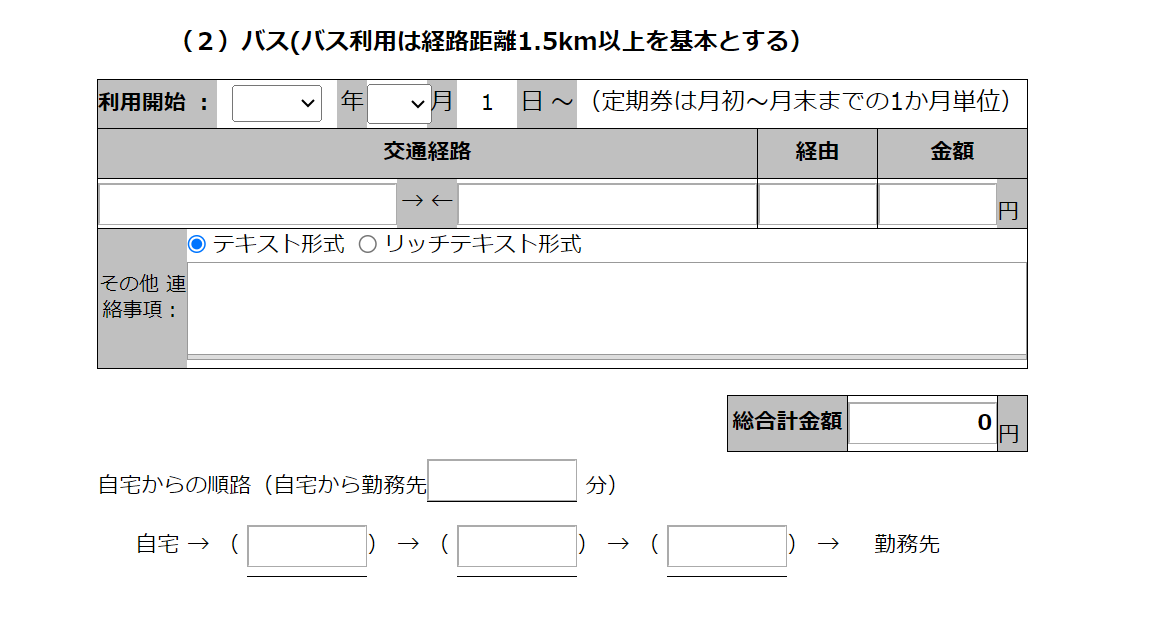 （２）バス(バス利用は経路距離1.5km以上を基本とする）
利用開始 ： 年 月 1 日 ～ （定期券は月初～月末までの1か月単位）
交通経路 経由 金額
→ ← 円
テキスト形式 リッチテキスト形式
その他 連
絡事項：
総合計金額 0 円
自宅からの順路（自宅から勤務先 分）
自宅 → （ ） → （ ） → （ ） → 勤務先